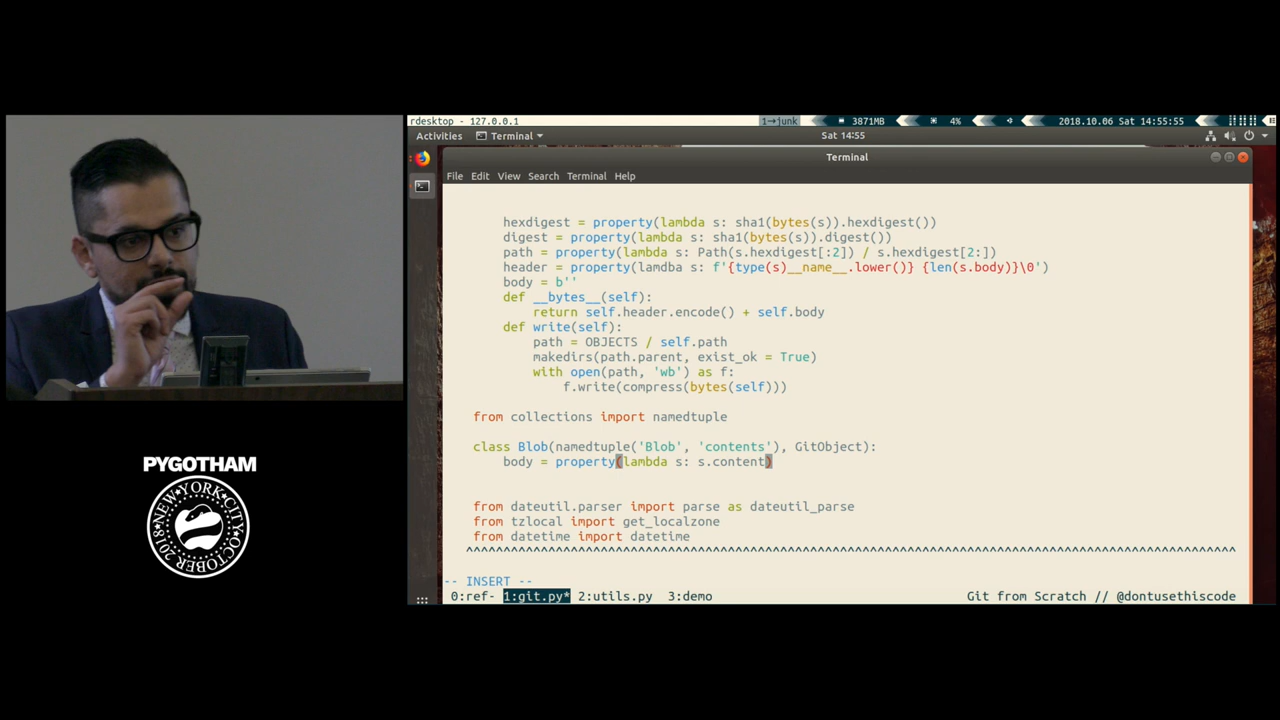 rdesktop - 127.0.0.1
1→junk
3871MB
4%
2018.10.06 Sat 14:55:55
Activities
Terminal
Sat 14:55
Terminal
File Edit View Search Terminal Help
hexdigest = property(lambda s: sha1(bytes(s)).hexdigest())
digest = property(lambda s: sha1(bytes(s)).digest())
path = property(lambda s: Path(s.hexdigest[:2]) / s.hexdigest[2:])
header = property(lamdba s: f'{type(s)__name__.lower()} {len(s.body)}\0')
body = b''
def __bytes__(self):
return self.header.encode() + self.body
def write(self):
path = OBJECTS / self.path
makedirs(path.parent, exist_ok = True)
with open(path, 'wb') as f:
f.write(compress(bytes(self)))
from collections import namedtuple
class Blob(namedtuple('Blob', 'contents'), GitObject):
body = property(lambda s: s.content)
from dateutil.parser import parse as dateutil_parse
from tzlocal import get_localzone
from datetime import datetime
^^^^^^^^^^^^^^^^^^^^^^^^^^^^^^^^^^^^^^^^^^^^^^^^^^^^^^^^^^^^^^^^^^^^^^^^^^^^^^^^^^^^^^^^^^^^^^^^^^^^^^^
-- INSERT --
0:ref- 1:git.py* 2:utils.py 3:demo
Git from Scratch // @dontusethiscode
PYGOTHAM
NEW·YORK·CITY·OCTOBER·2018